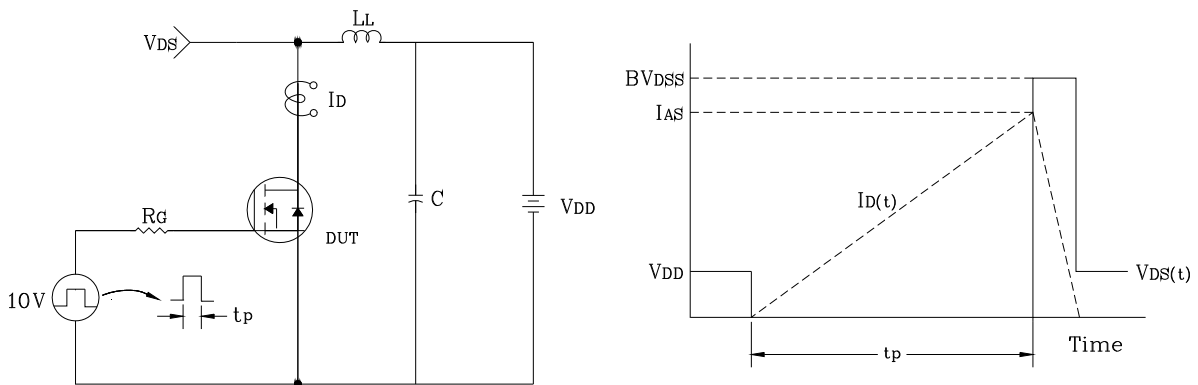 LL
VDS
ID
RG
DUT
C
VDD
10V
tp
BVDSS
IAS
ID(t)
VDD
VDS(t)
tp
Time